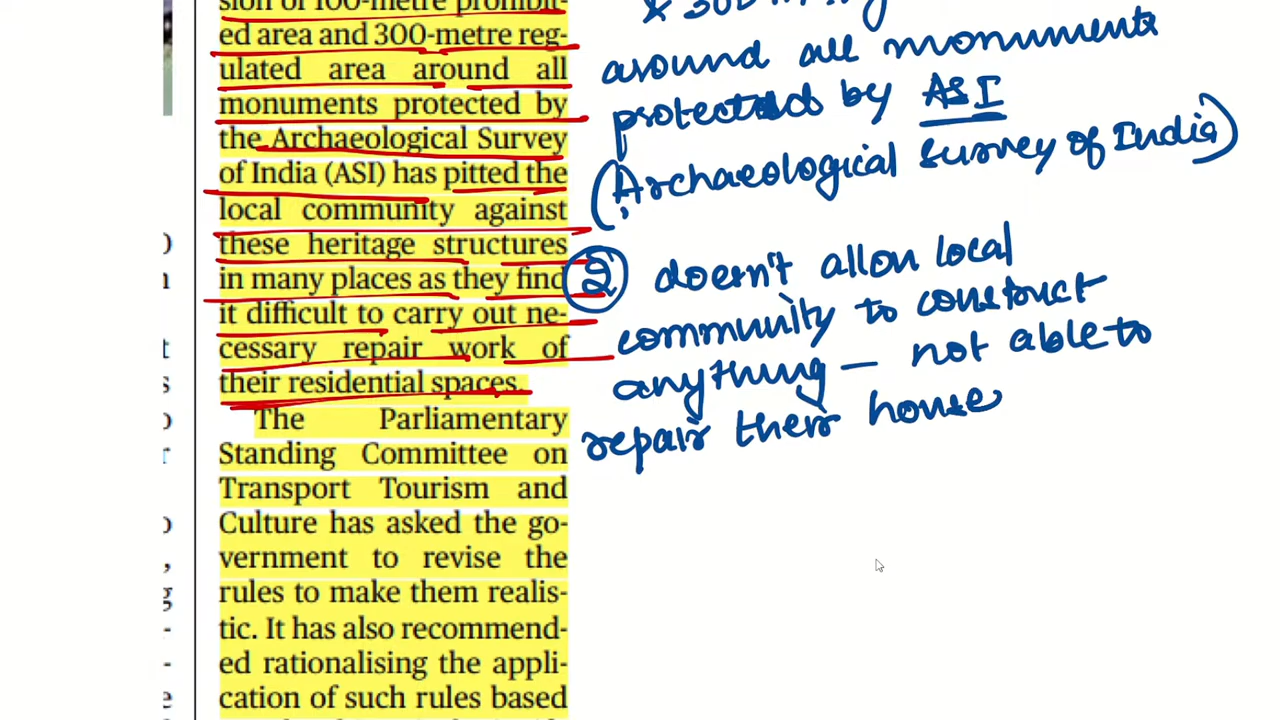 sion of 100-metre prohibit-
ed area and 300-metre reg-
ulated area around all
monuments protected by
the Archaeological Survey
of India (ASI) has pitted the
local community against
these heritage structures
in many places as they find
it difficult to carry out ne-
cessary repair work of
their residential spaces.
The Parliamentary
Standing Committee on
Transport Tourism and
Culture has asked the go-
vernment to revise the
rules to make them realis-
tic. It has also recommend-
ed rationalising the appli-
cation of such rules based
around all monuments
protected by ASI
(Archaeological Survey of India)
2 doesn't allow local
community to construct
anything — not able to
repair their house